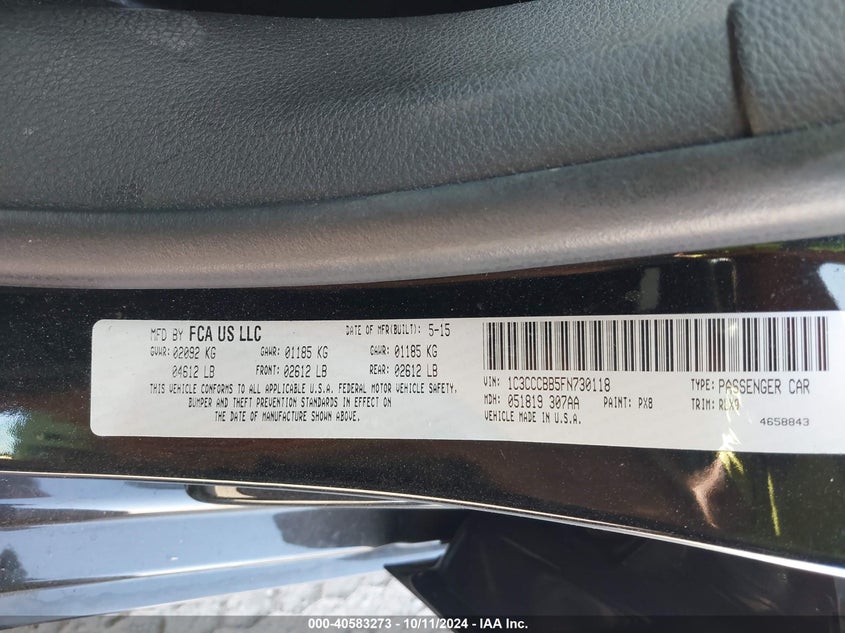 MFD BY FCA US LLC DATE OF MFR(BUILT): 5-15
GVWR: 02092 KG GAWR: 01185 KG GAWR: 01185 KG
04612 LB FRONT: 02612 LB REAR: 02612 LB
THIS VEHICLE CONFORMS TO ALL APPLICABLE U.S.A. FEDERAL MOTOR VEHICLE SAFETY,
BUMPER AND THEFT PREVENTION STANDARDS IN EFFECT ON
THE DATE OF MANUFACTURE SHOWN ABOVE.
VIN: 1C3CCCBB5FN730118 TYPE: PASSENGER CAR
MDH: 051819 307AA PAINT: PX8 TRIM:
VEHICLE MADE IN U.S.A. 4658843
000-40583273 - 10/11/2024 - IAA Inc.